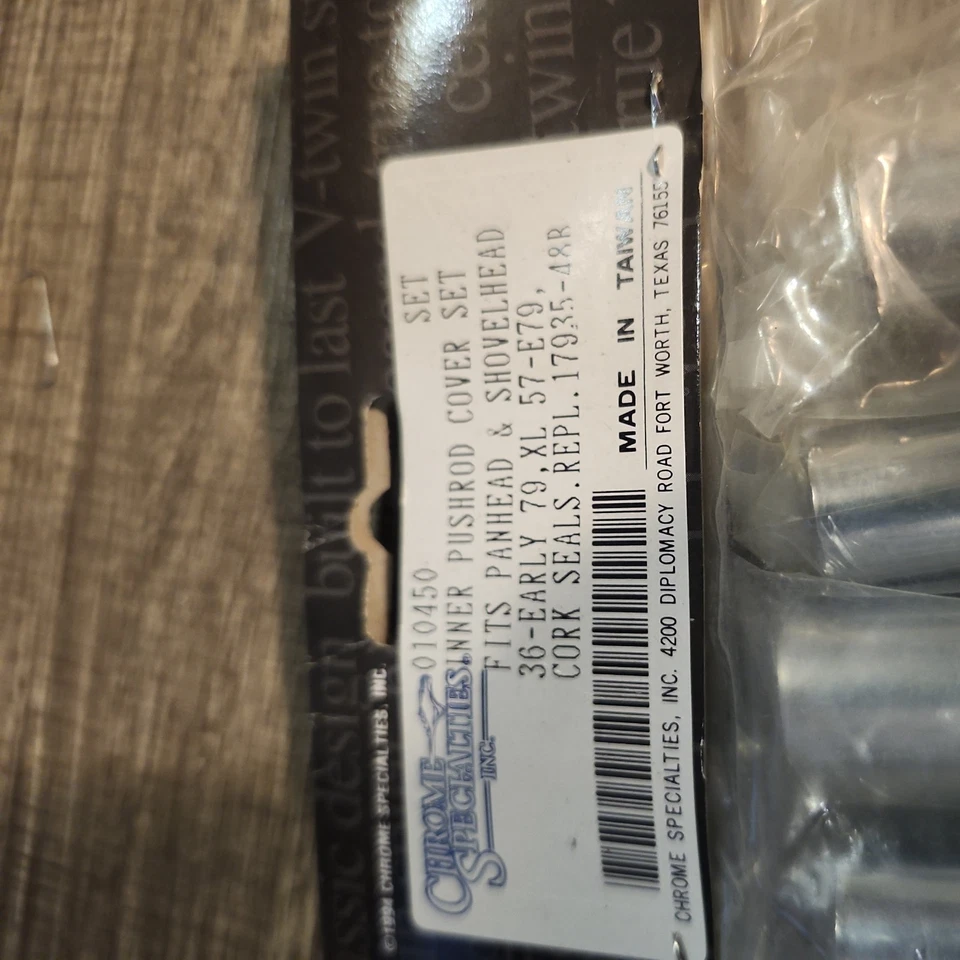 V-twin s
classic design built to last
©1994 CHROME SPECIALTIES, INC.
CHROME
SPECIALTIES,
INC.
010450 SET
INNER PUSHROD COVER SET
FITS PANHEAD & SHOVELHEAD
36-EARLY 79,XL 57-E79,
CORK SEALS.REPL.17935-48R
MADE IN TAIWAN
CHROME SPECIALTIES, INC. 4200 DIPLOMACY ROAD FORT WORTH, TEXAS 76155